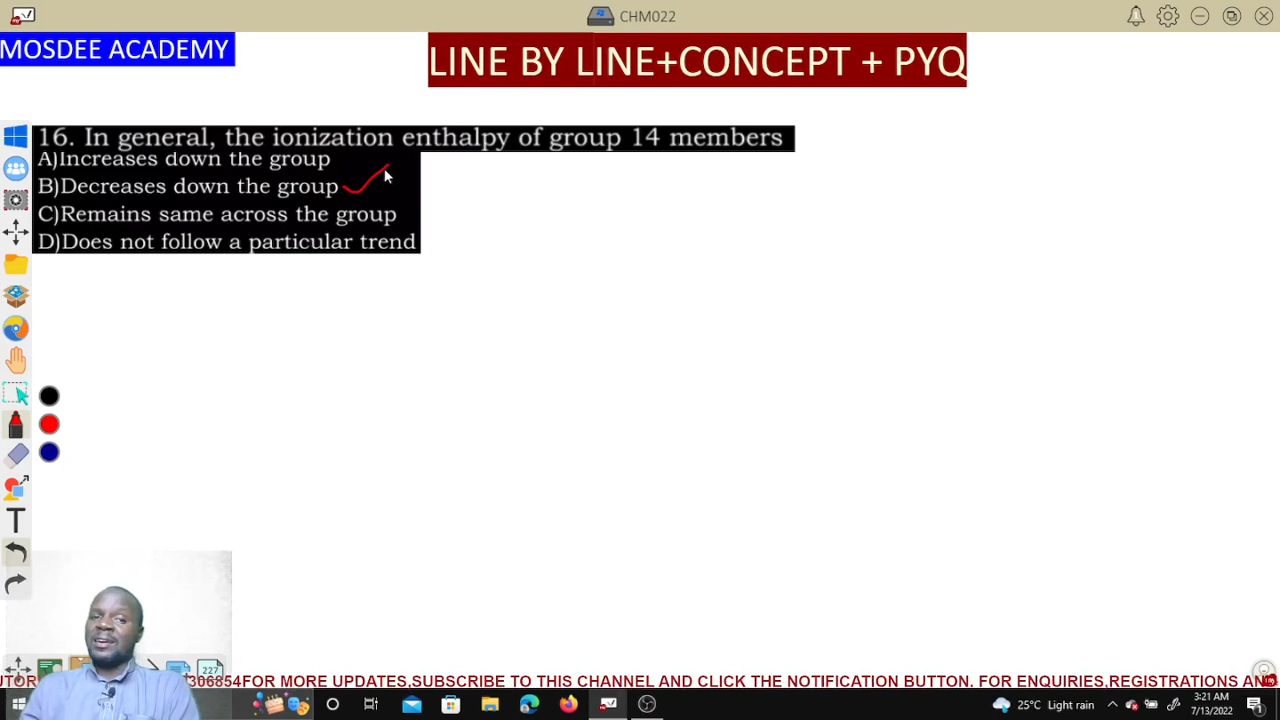 CHM022
MOSDEE ACADEMY
LINE BY LINE+CONCEPT + PYQ
16. In general, the ionization enthalpy of group 14 members
A)Increases down the group
B)Decreases down the group
C)Remains same across the group
D)Does not follow a particular trend
T
227
306854FOR MORE UPDATES,SUBSCRIBE TO THIS CHANNEL AND CLICK THE NOTIFICATION BUTTON. FOR ENQUIRIES,REGISTRATIONS AND
25°C Light rain
3:21 AM
7/13/2022